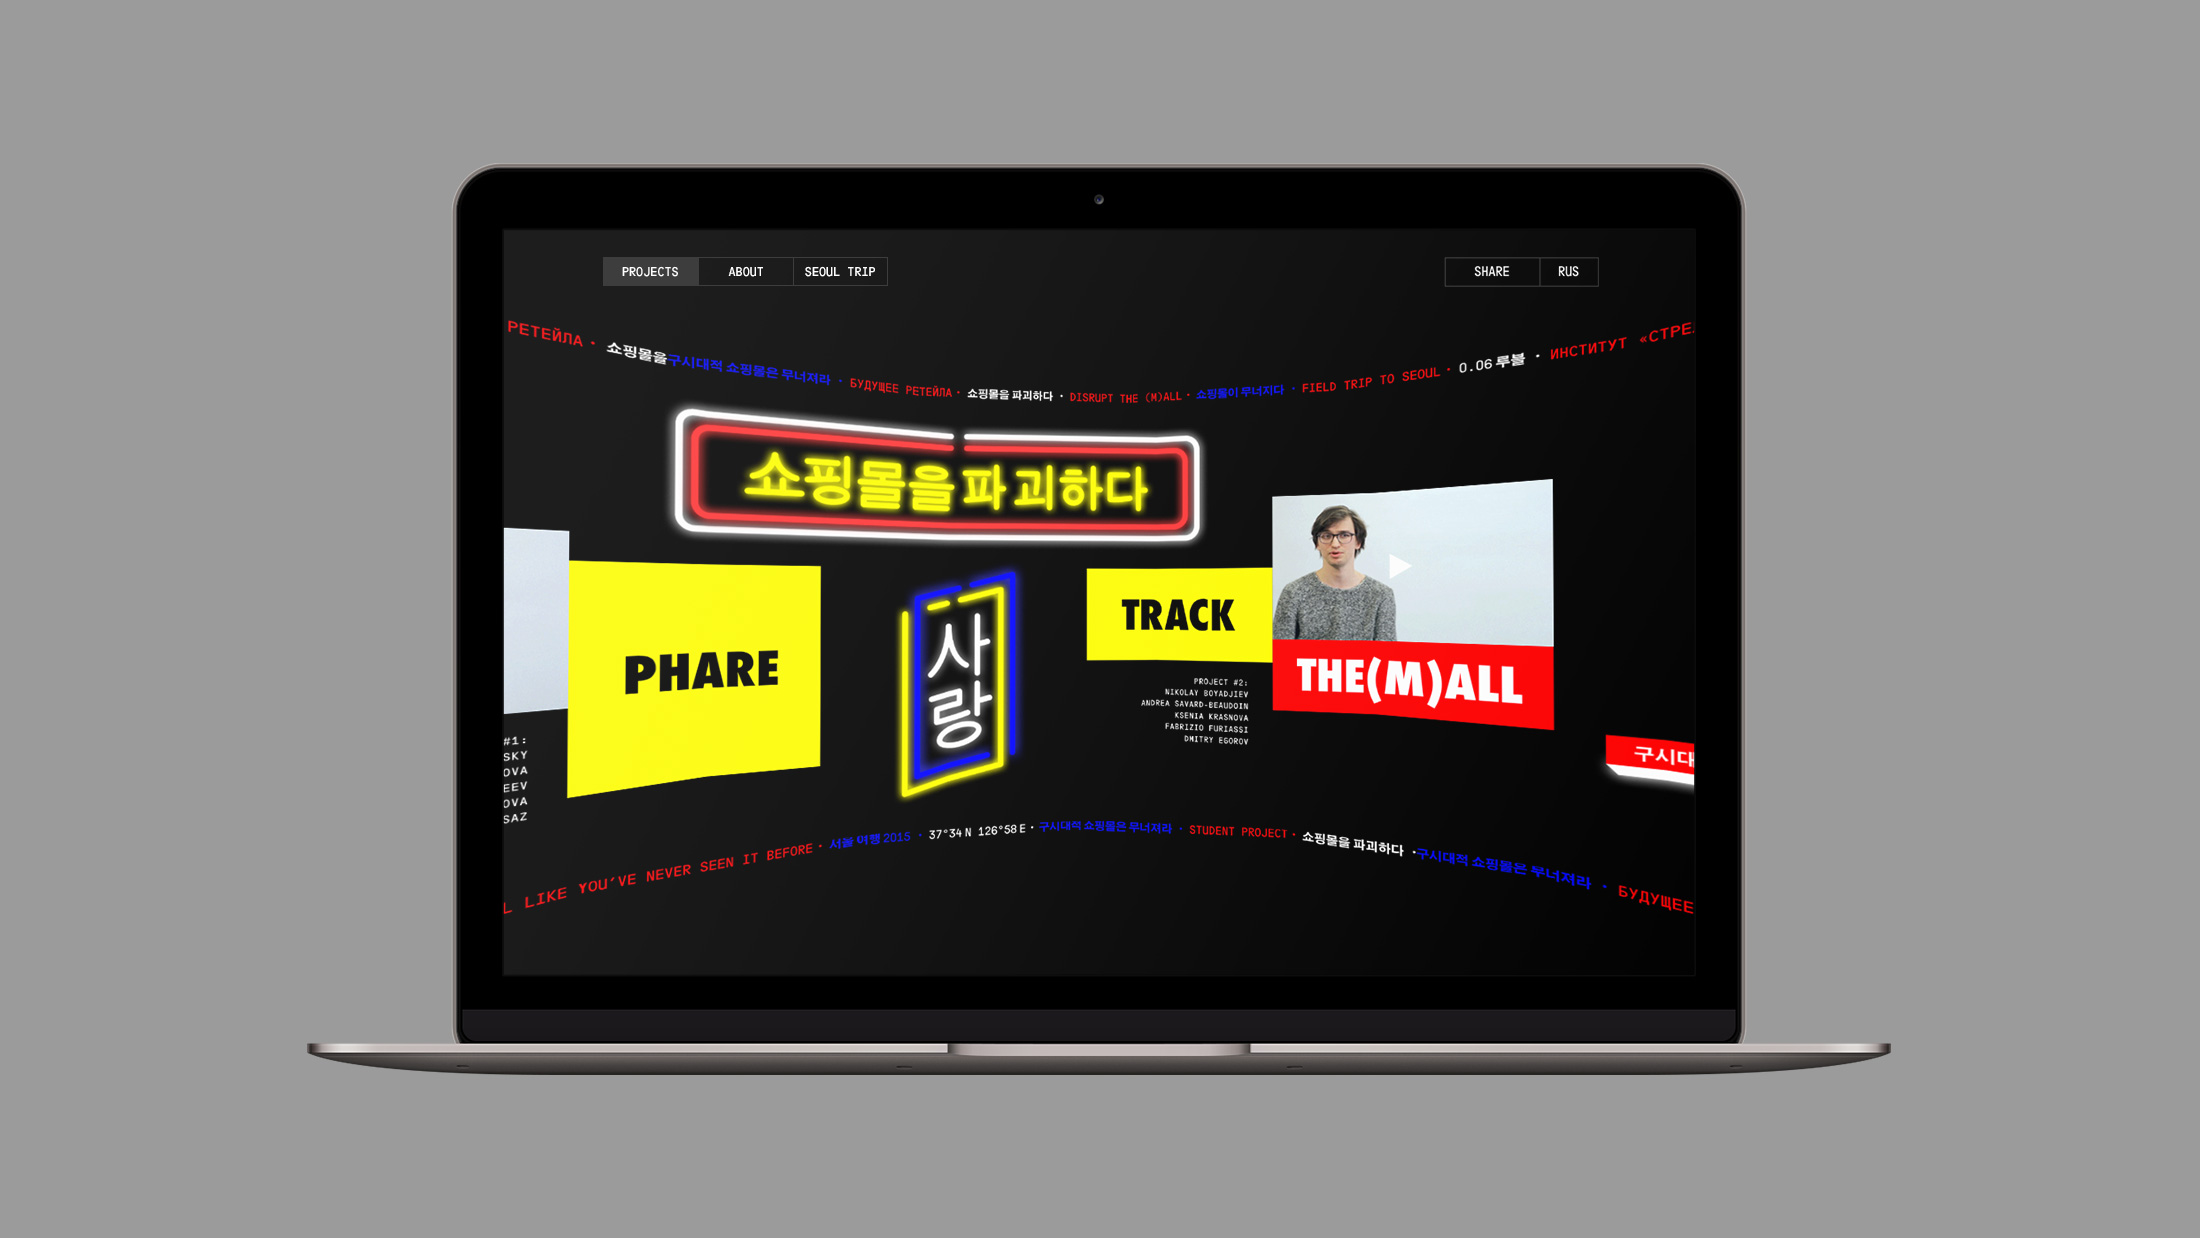 PROJECTS ABOUT SEOUL TRIP SHARE RUS
РЕТЕЙЛА · 쇼핑몰을구시대적 쇼핑몰은 무너져라 · БУДУЩЕЕ РЕТЕЙЛА · 쇼핑몰을 파괴하다 · DISRUPT THE (M)ALL · 쇼핑몰이 무너지다 · FIELD TRIP TO SEOUL · 0.06 루블 · ИНСТИТУТ «СТРЕЛ
쇼핑몰을파괴하다
PHARE
사
랑
TRACK
THE(M)ALL
PROJECT #2:
NIKOLAY BOYADJIEV
ANDREA SAVARD-BEAUDOIN
KSENIA KRASNOVA
FABRIZIO FURIASSI
DMITRY EGOROV
#1:
SKY
OVA
EEV
OVA
SAZ
구시대
L LIKE YOU'VE NEVER SEEN IT BEFORE · 서울 여행 2015 · 37°34 N 126°58 E · 구시대적 쇼핑몰은 무너져라 · STUDENT PROJECT · 쇼핑몰을 파괴하다 ·구시대적 쇼핑몰은 무너져라 · БУДУЩЕЕ